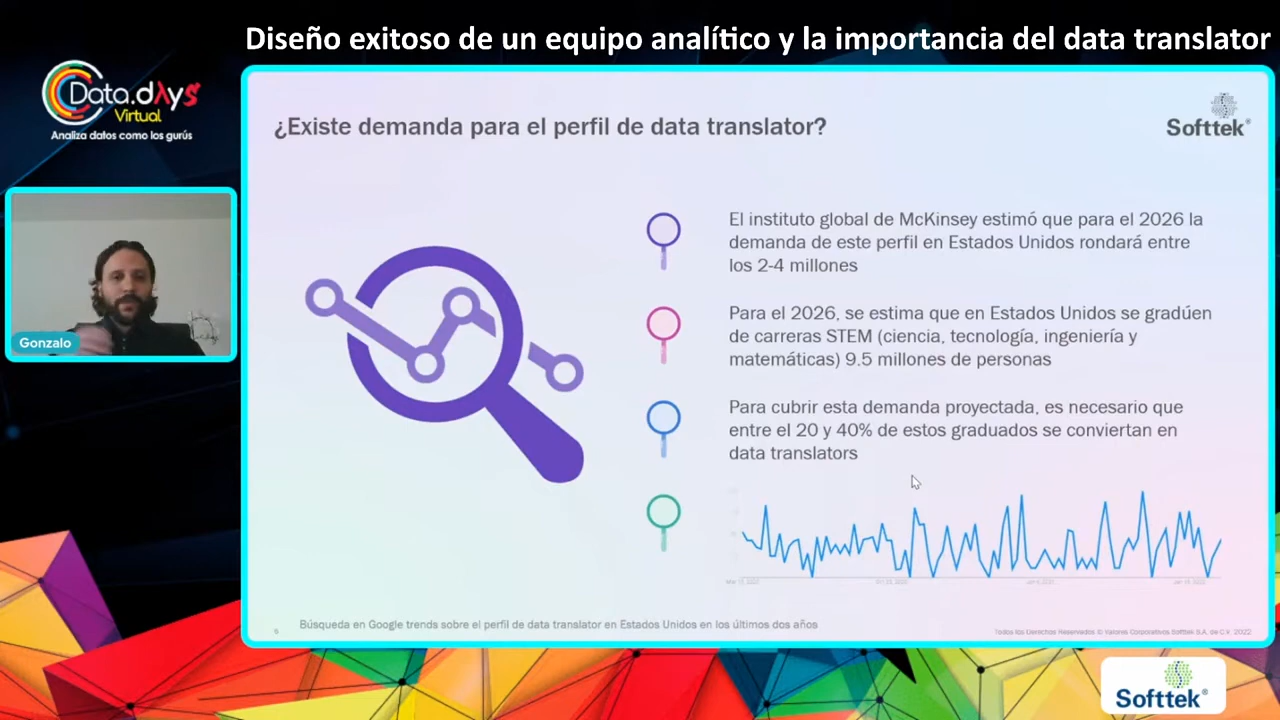 Diseño exitoso de un equipo analítico y la importancia del data translator
Data.dAys
Virtual
Analiza datos como los gurús
Gonzalo
¿Existe demanda para el perfil de data translator?
Softtek®
El instituto global de McKinsey estimó que para el 2026 la
demanda de este perfil en Estados Unidos rondará entre
los 2-4 millones
Para el 2026, se estima que en Estados Unidos se gradúen
de carreras STEM (ciencia, tecnología, ingeniería y
matemáticas) 9.5 millones de personas
Para cubrir esta demanda proyectada, es necesario que
entre el 20 y 40% de estos graduados se conviertan en
data translators
Búsqueda en Google trends sobre el perfil de data translator en Estados Unidos en los últimos dos años
Todos los Derechos Reservados © Valores Corporativos Softtek S.A. de C.V. 2022
Softtek®